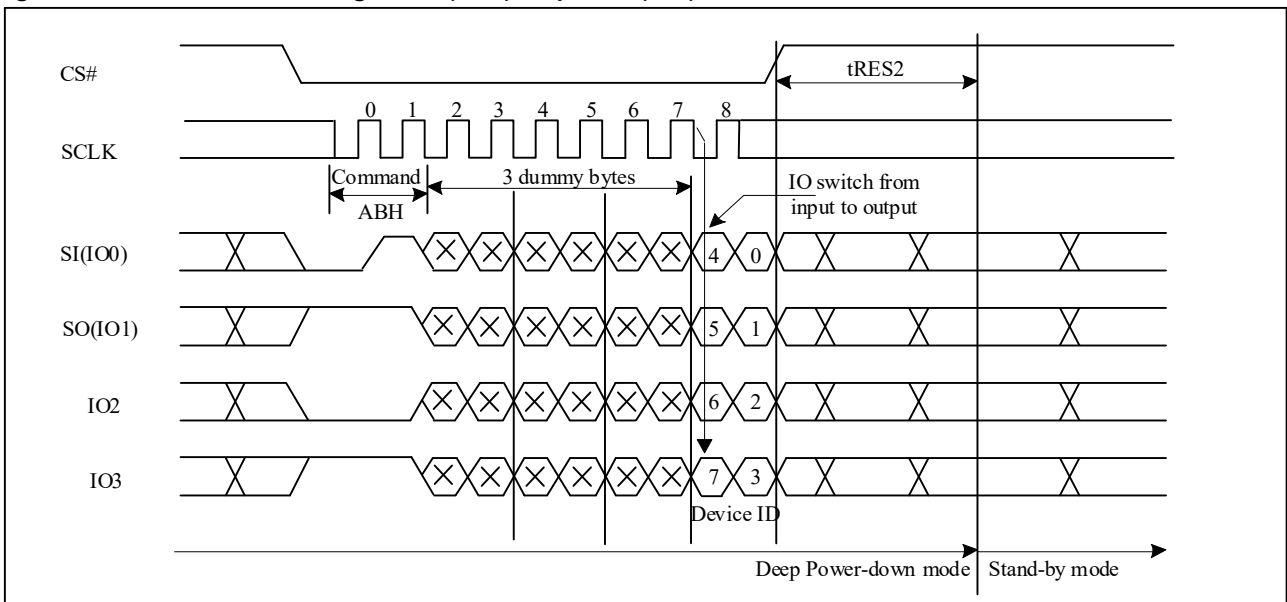 CS#
tRES2
0 1 2 3 4 5 6 7 8
SCLK
Command
ABH
3 dummy bytes
IO switch from
input to output
SI(IO0)
4 0
SO(IO1)
5 1
IO2
6 2
IO3
7 3
Device ID
Deep Power-down mode
Stand-by mode